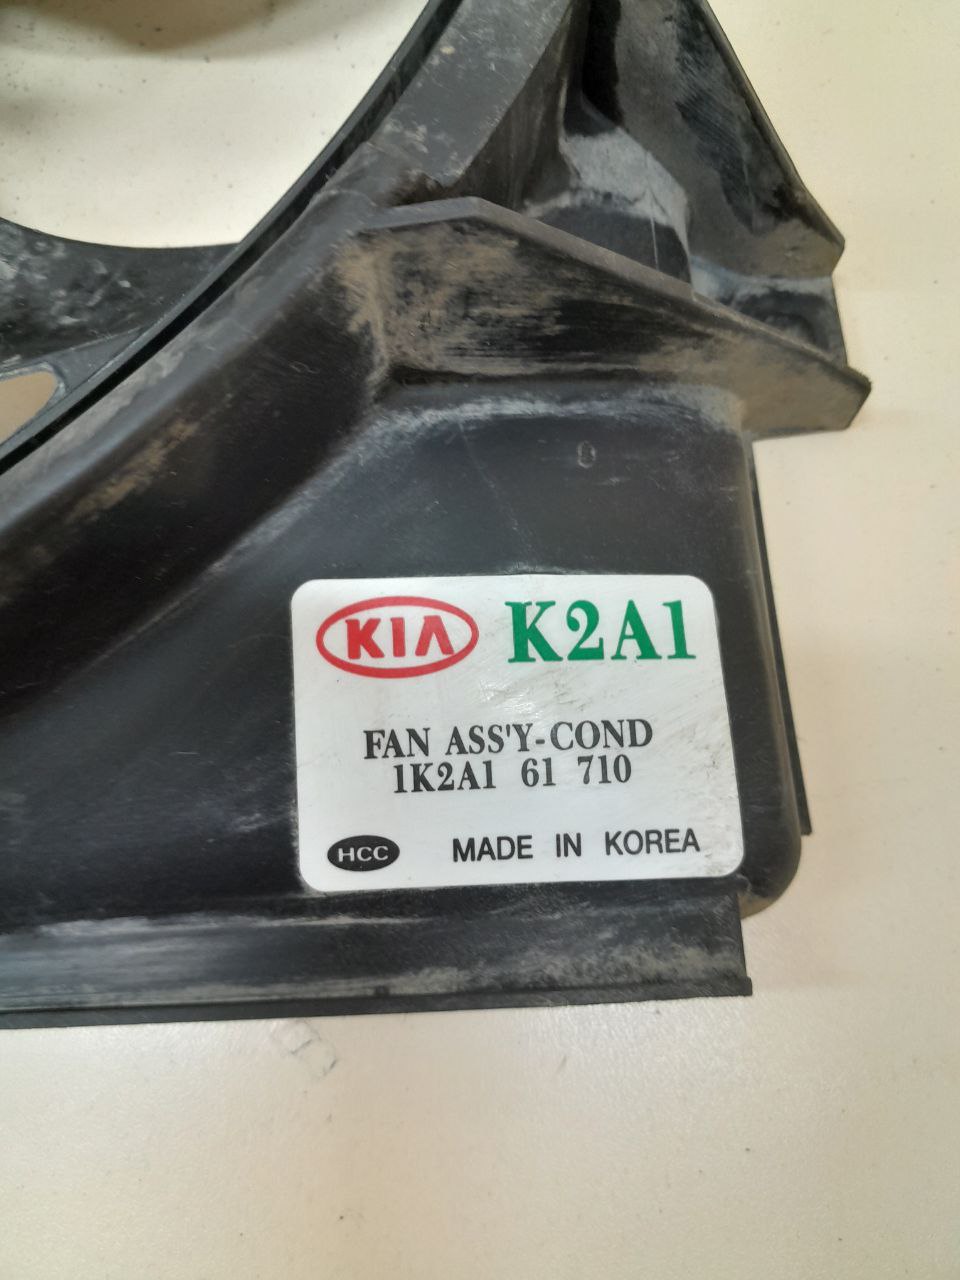 KIA K2A1
FAN ASS'Y-COND
1K2A1 61 710
HCC MADE IN KOREA